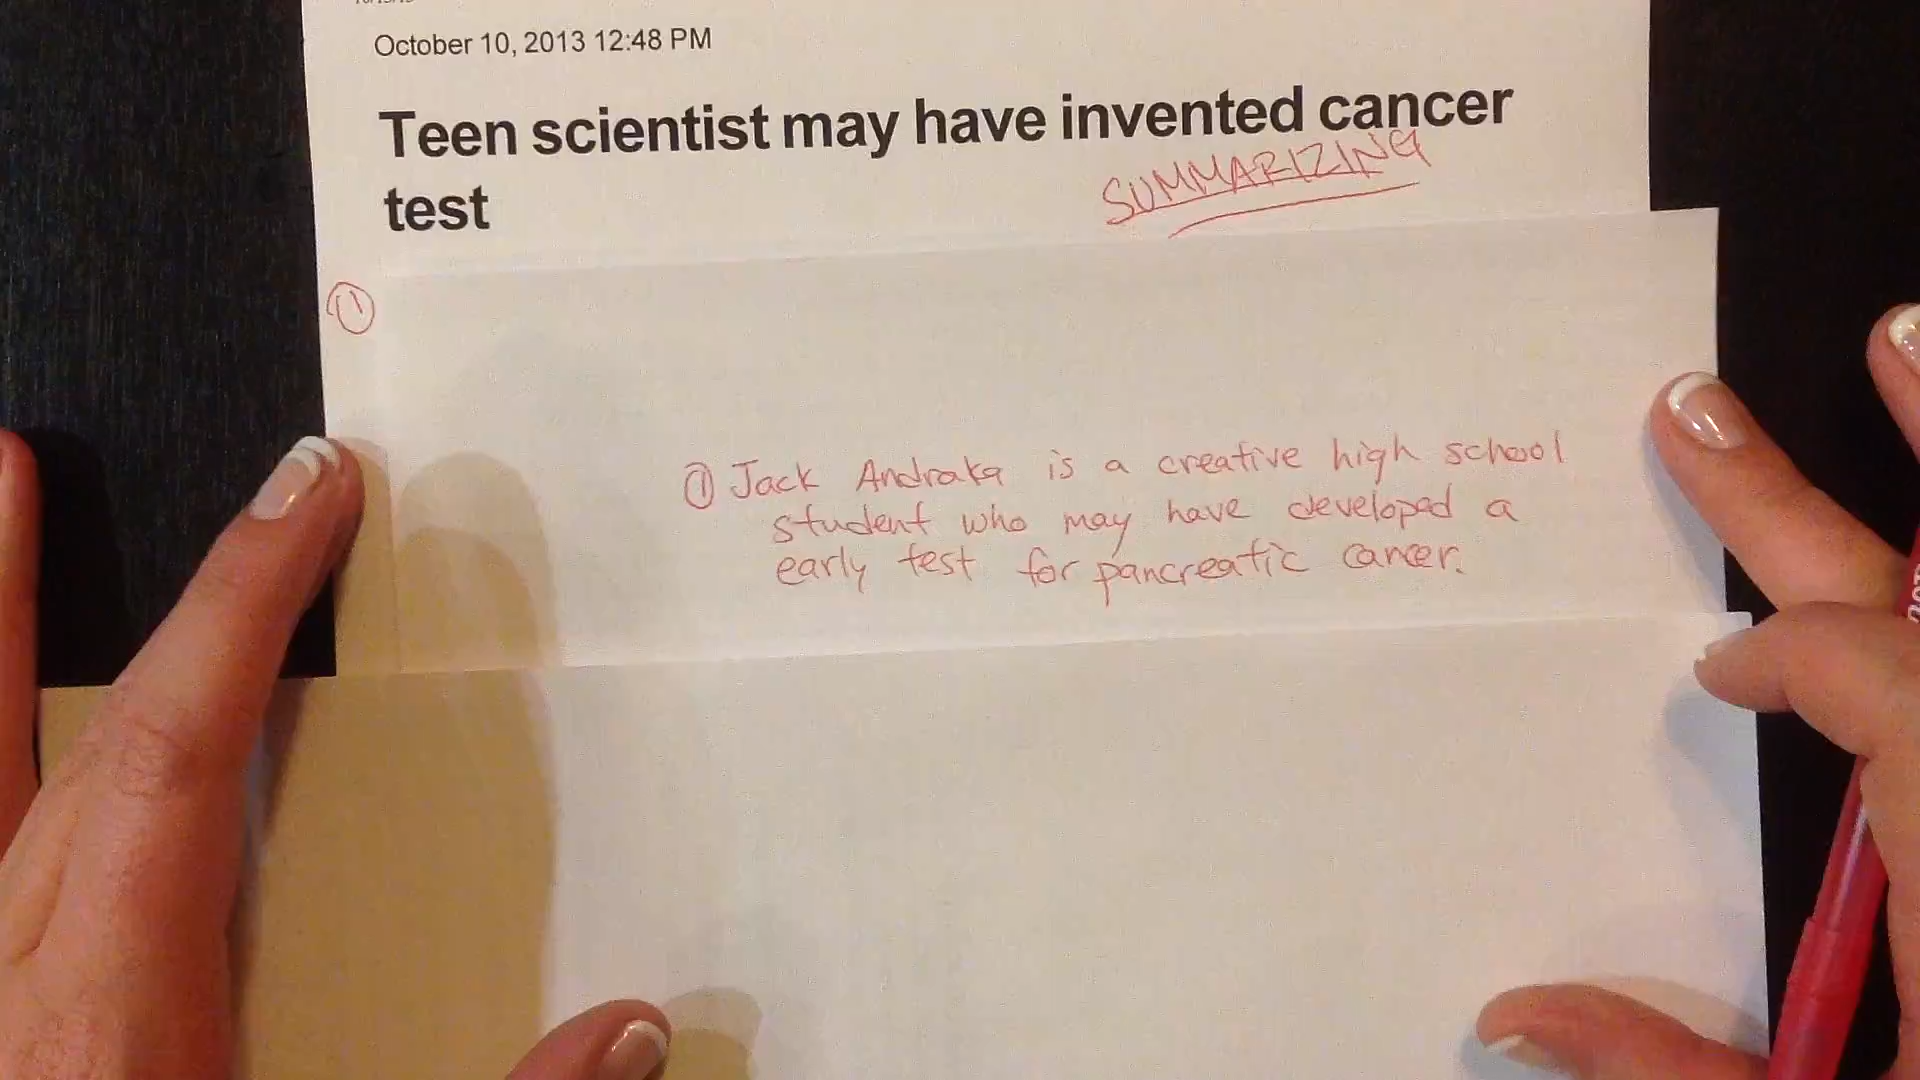 October 10, 2013 12:48 PM
Teen scientist may have invented cancer
test
SUMMARIZING
①
① Jack Andraka is a creative high school
student who may have developed a
early test for pancreatic cancer.